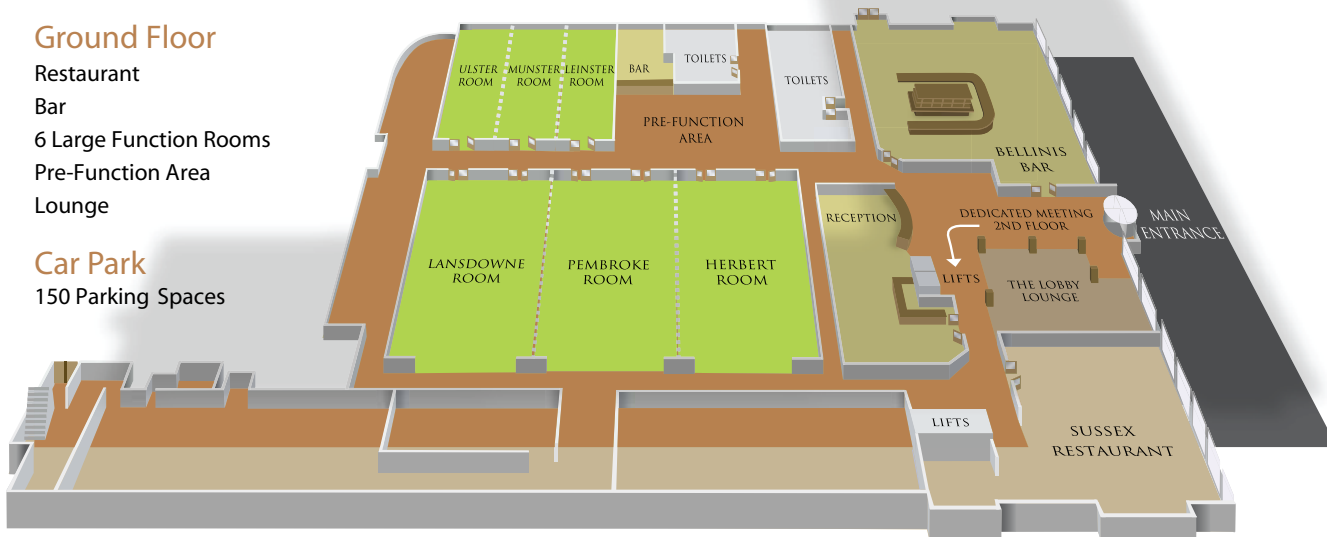 Ground Floor
Restaurant
Bar
6 Large Function Rooms
Pre-Function Area
Lounge
Car Park
150 Parking Spaces
ULSTER
ROOM
MUNSTER
ROOM
LEINSTER
ROOM
BAR
TOILETS
TOILETS
PRE-FUNCTION
AREA
BELLINIS
BAR
LANSDOWNE
ROOM
PEMBROKE
ROOM
HERBERT
ROOM
RECEPTION
DEDICATED MEETING
2ND FLOOR
LIFTS
THE LOBBY
LOUNGE
MAIN
ENTRANCE
LIFTS
SUSSEX
RESTAURANT